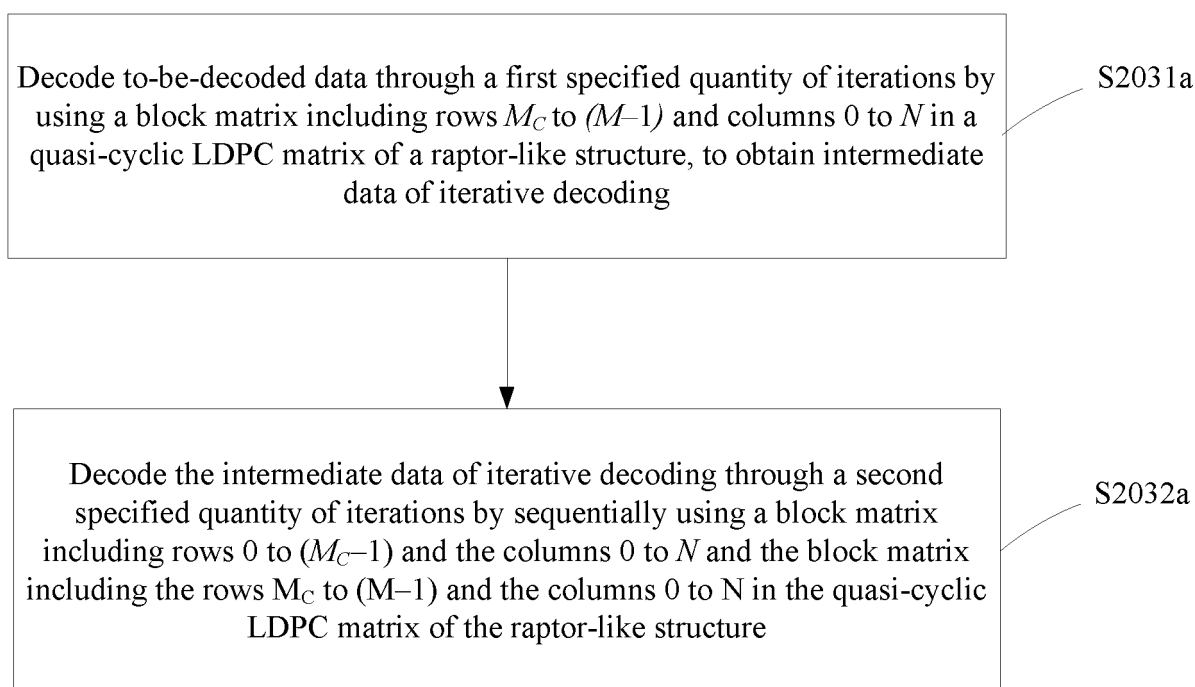 Decode to-be-decoded data through a first specified quantity of iterations by
using a block matrix including rows M_C to (M–1) and columns 0 to N in a
quasi-cyclic LDPC matrix of a raptor-like structure, to obtain intermediate
data of iterative decoding
S2031a
Decode the intermediate data of iterative decoding through a second
specified quantity of iterations by sequentially using a block matrix
including rows 0 to (M_C–1) and the columns 0 to N and the block matrix
including the rows M_C to (M–1) and the columns 0 to N in the quasi-cyclic
LDPC matrix of the raptor-like structure
S2032a